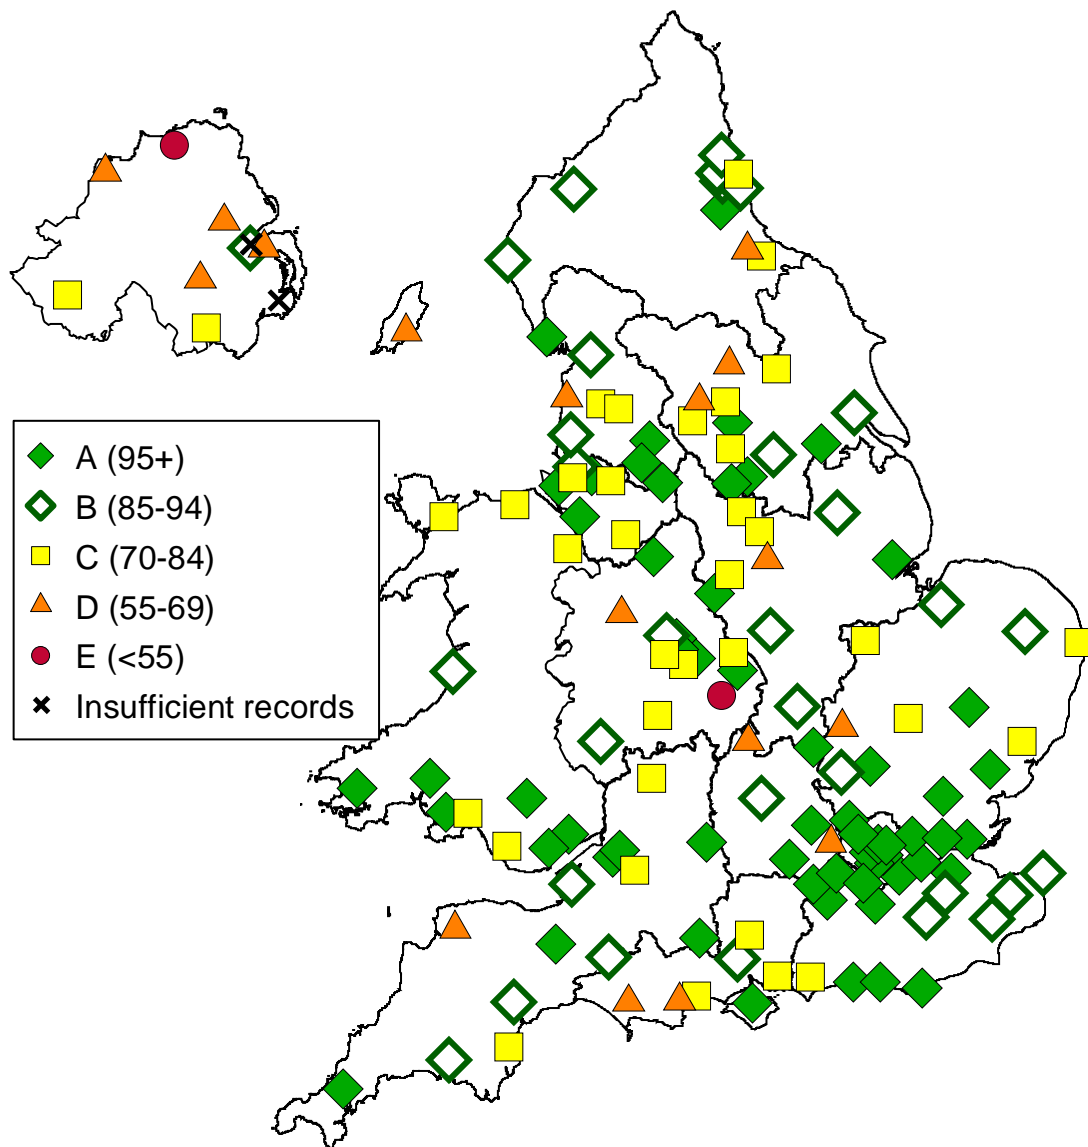 A (95+)
B (85-94)
C (70-84)
D (55-69)
E (<55)
Insufficient records